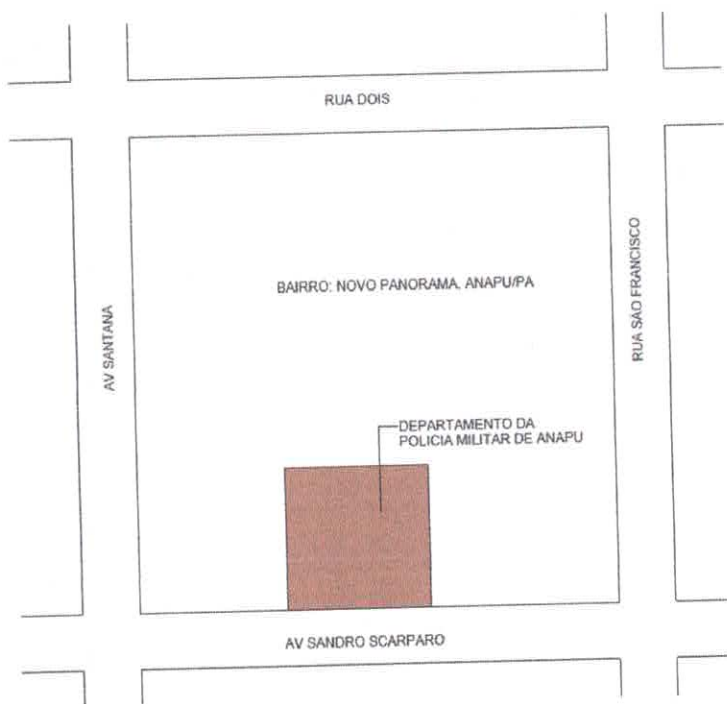 RUA DOIS
BAIRRO: NOVO PANORAMA. ANAPU/PA
RUA SÃO FRANCISCO
AV SANTANA
DEPARTAMENTO DA
POLICIA MILITAR DE ANAPU
AV SANDRO SCARPARO